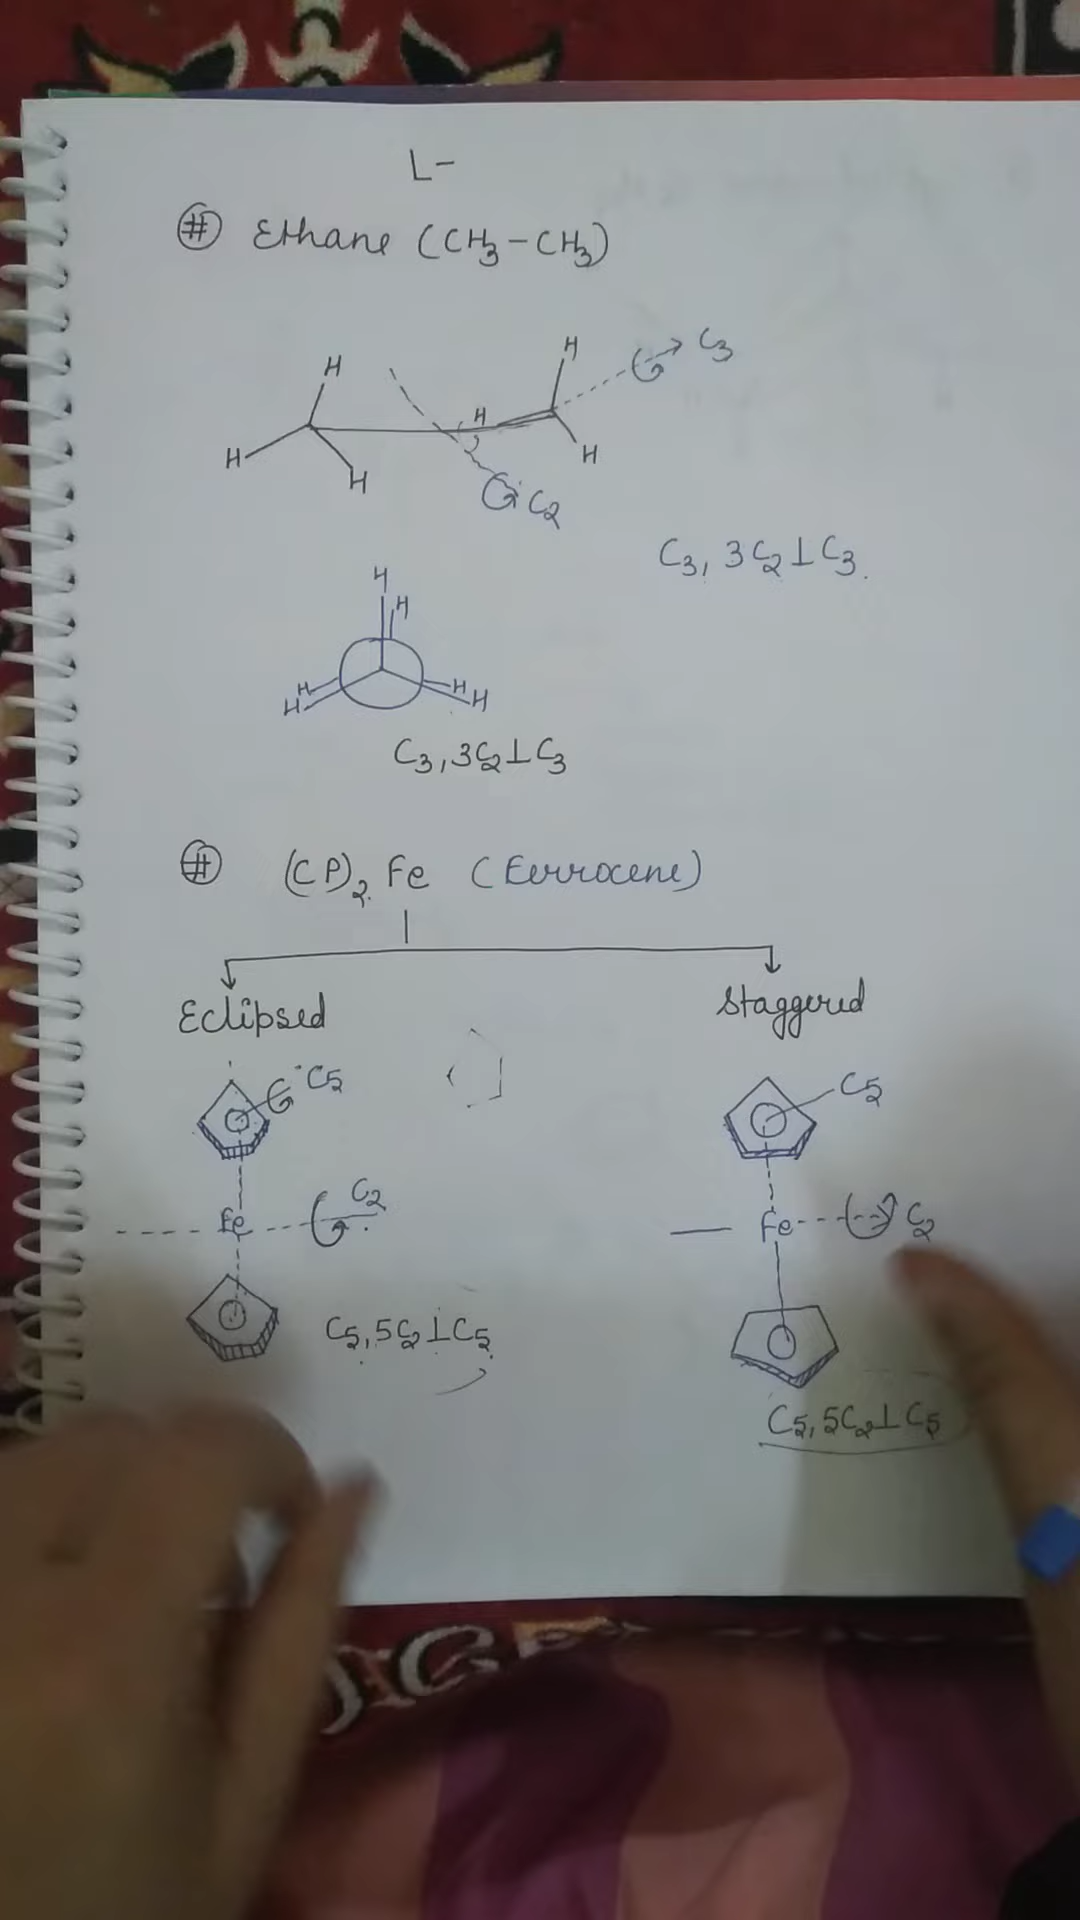 L-
# Ethane (CH3-CH3)
H
H
H
H
H
H
C3
C2
C3, 3C2⊥C3.
H
H
H
H
H
H
C3, 3C2⊥C3
# (CP)2 Fe (Ferrocene)
Eclipsed
Staggered
C5
C5
Fe
C2
Fe
C2
C5, 5C2⊥C5
C5, 5C2⊥C5